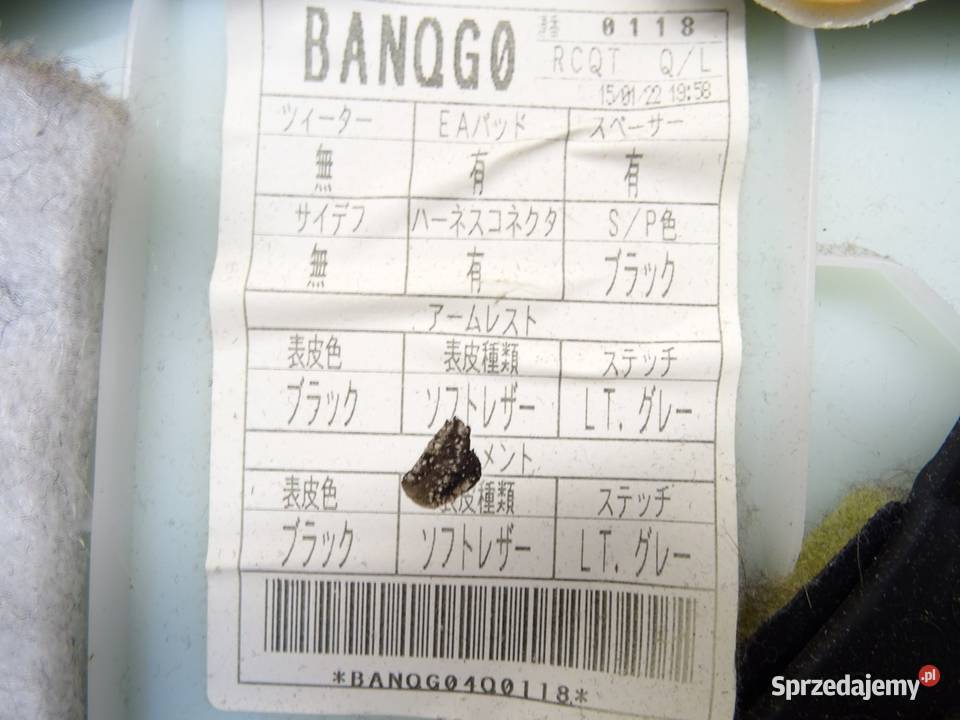 BANQG0
0118
RCQT Q/L
15/01/22 19:58
ツィーター EAパッド スペーサー
無 有 有
サイデフ ハーネスコネクタ S/P色
無 有 ブラック
アームレスト
表皮色 表皮種類 ステッチ
ブラック ソフトレザー LT. グレー
メント
表皮色 表皮種類 ステッチ
ブラック ソフトレザー LT. グレー
*BANQG04Q0118*
Sprzedajemy.pl